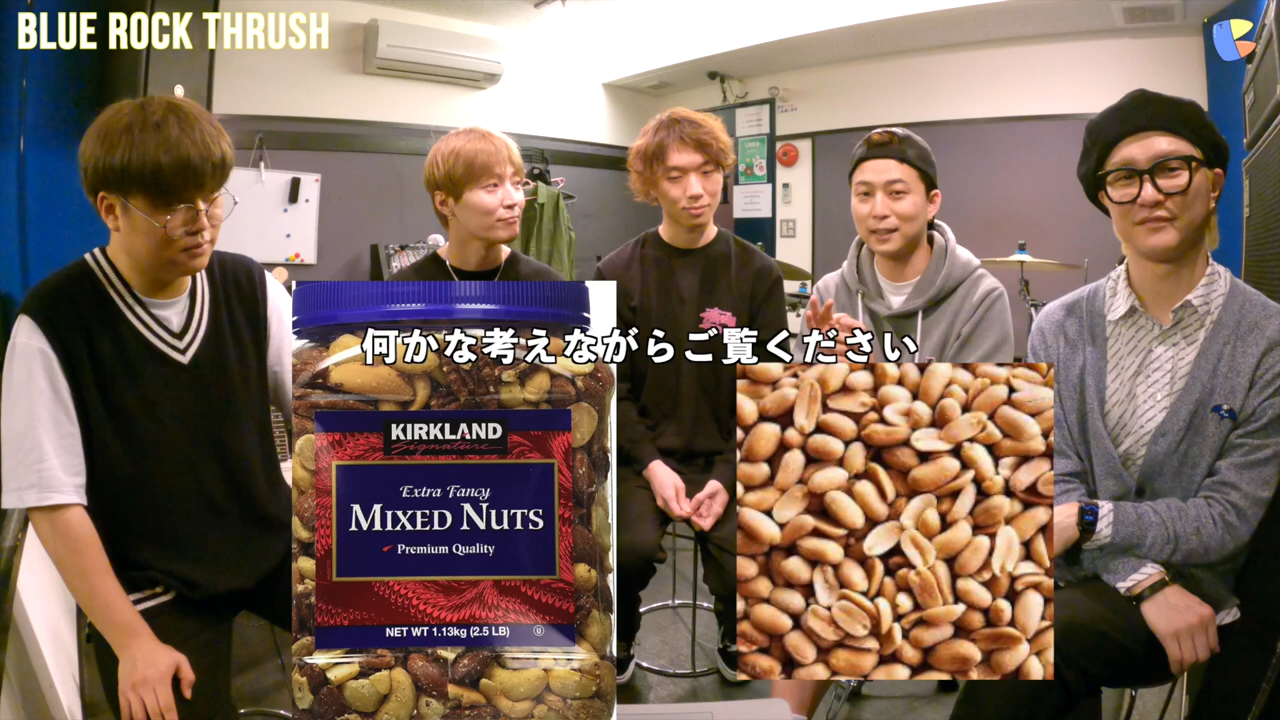 BLUE ROCK THRUSH
何かな考えながらご覧ください
KIRKLAND
Signature
Extra Fancy
MIXED NUTS
Premium Quality
NET WT 1.13kg (2.5 LB)